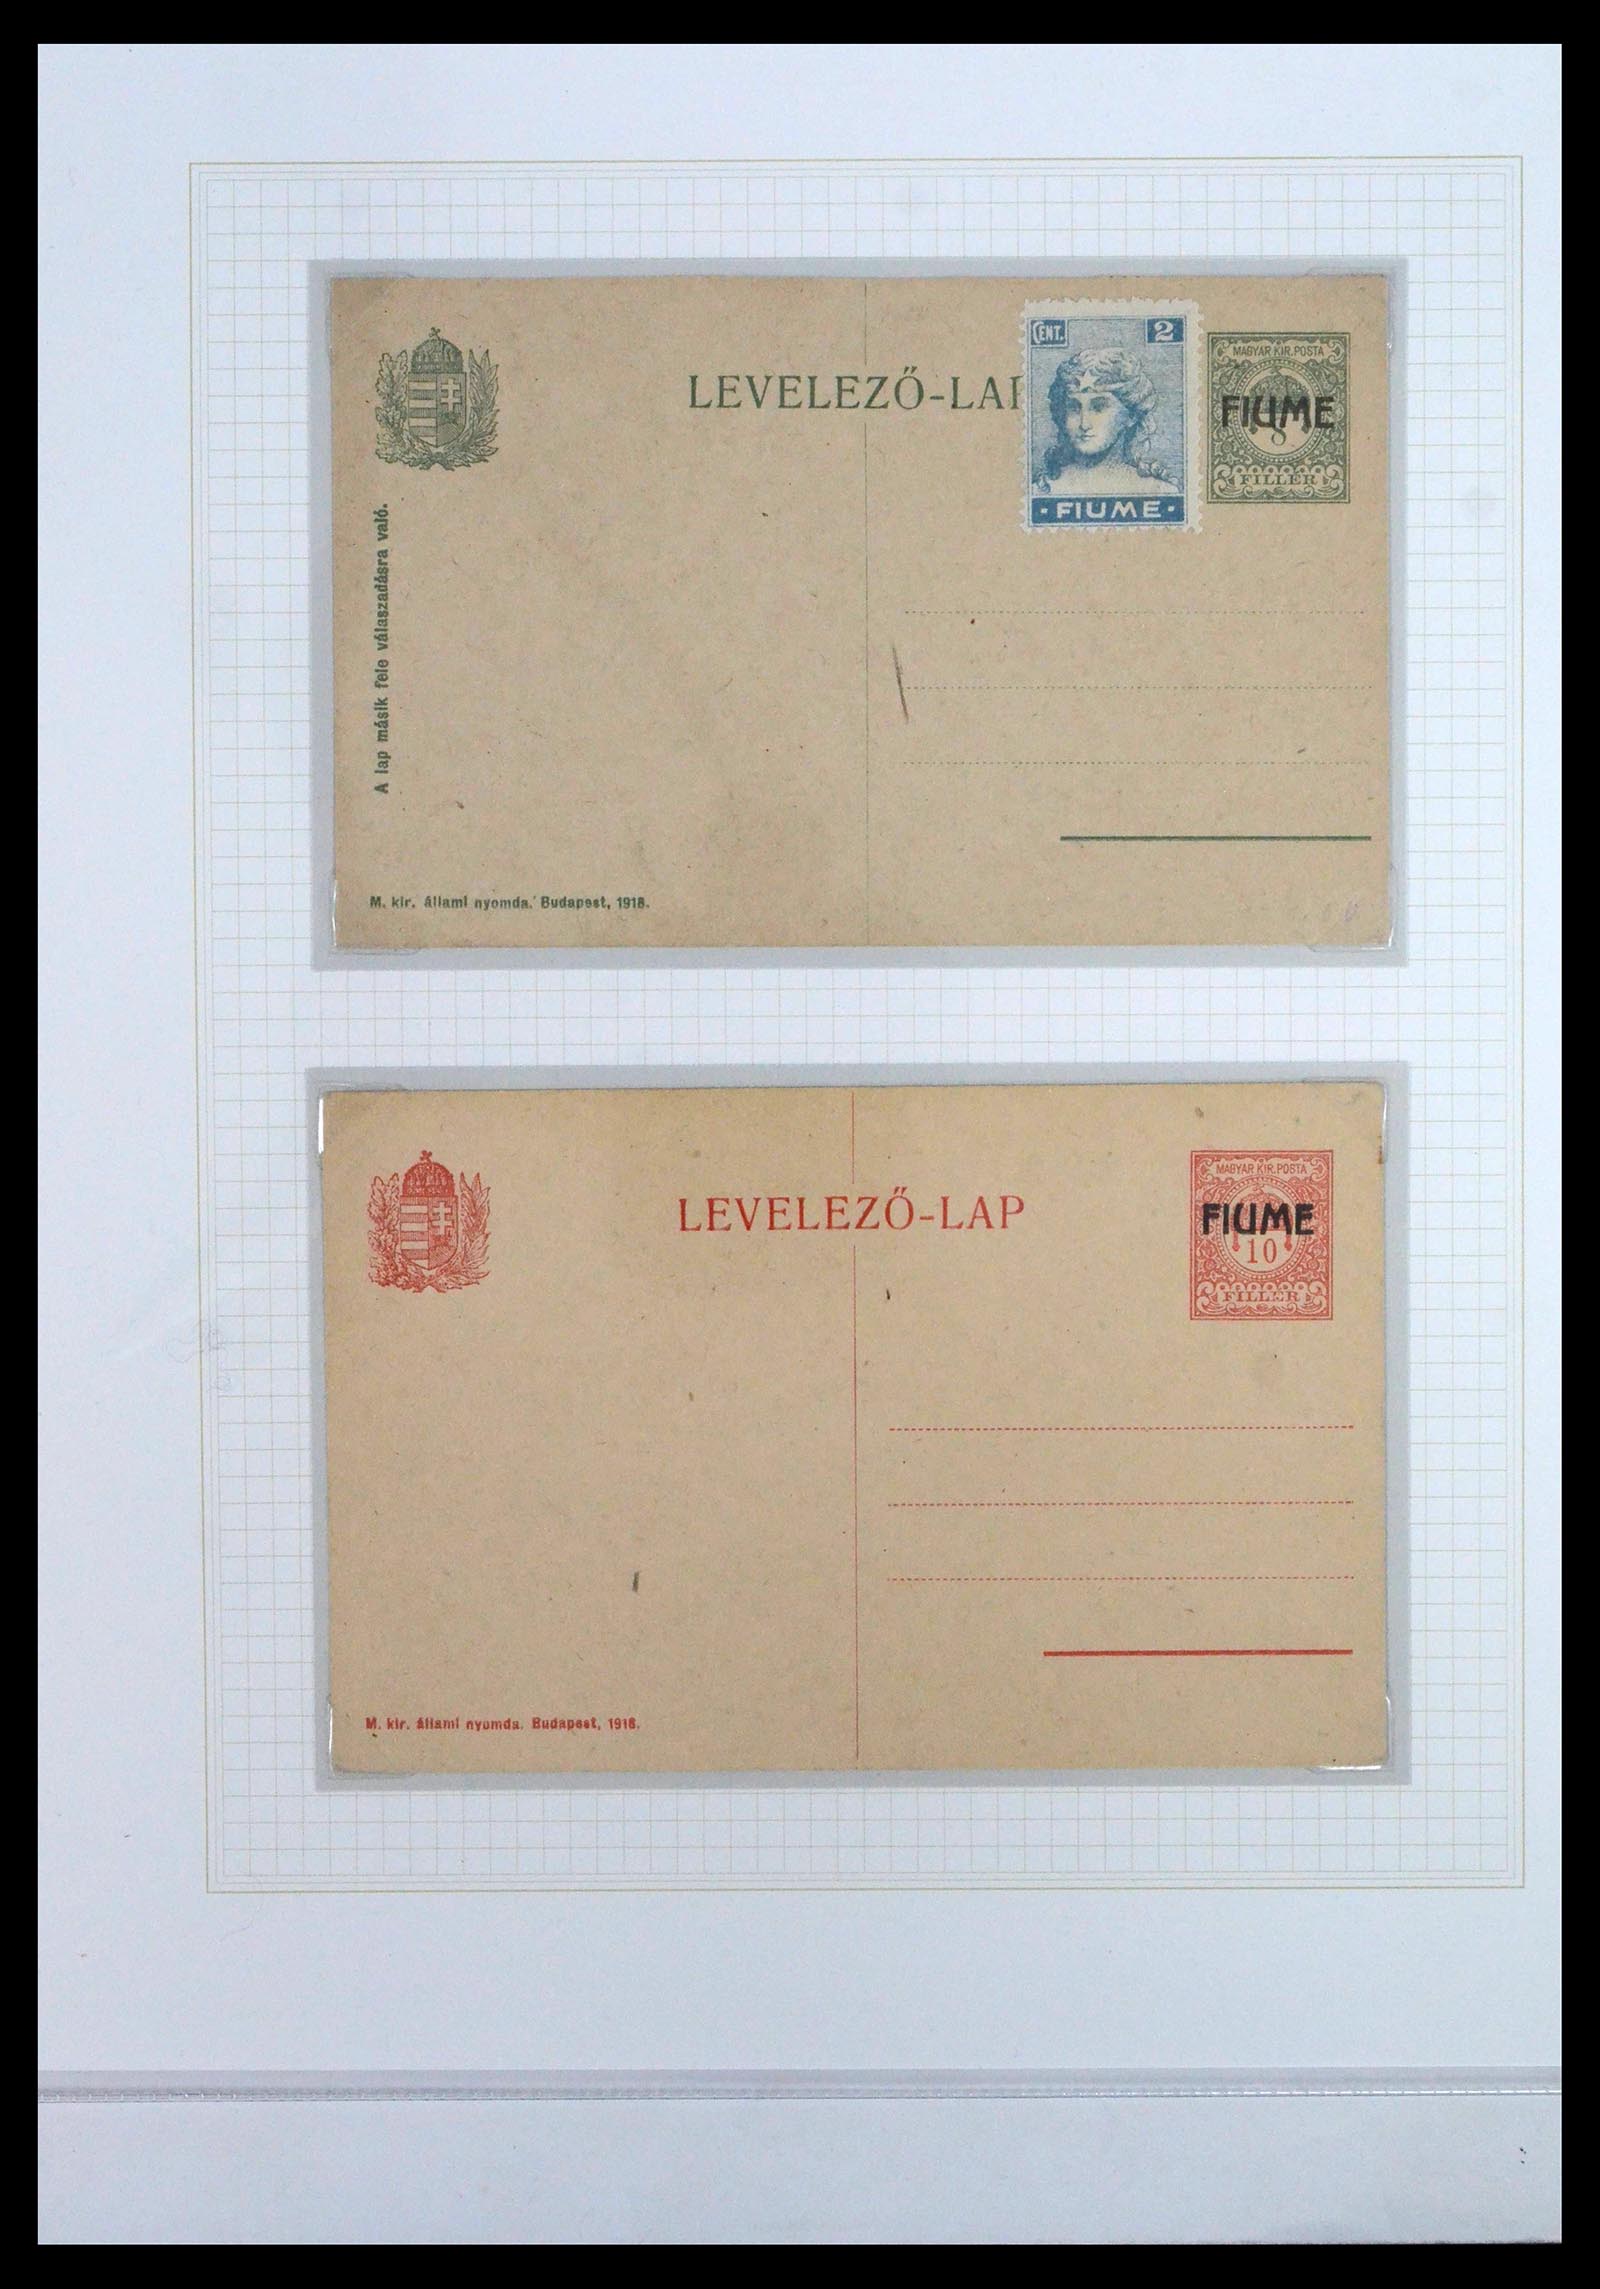 CENT. 2
MAGYAR KIR. POSTA
LEVELEZŐ-LAP
FIUME
8
FILLÉR
· FIUME ·
A lap másik fele válaszadásra való.
M. kir. állami nyomda. Budapest, 1918.
MAGYAR KIR. POSTA
LEVELEZŐ-LAP
FIUME
10
FILLÉR
M. kir. állami nyomda. Budapest, 1918.